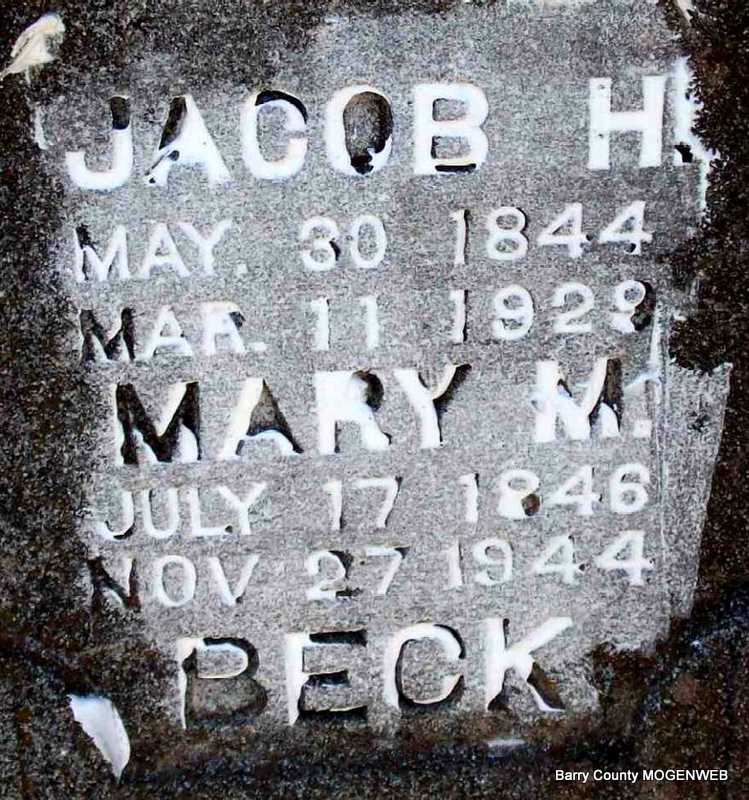 JACOB H.
MAY. 30 1844
MAR. 11 1929
MARY M.
JULY 17 1846
NOV 27 1944
BECK
Barry County MOGENWEB